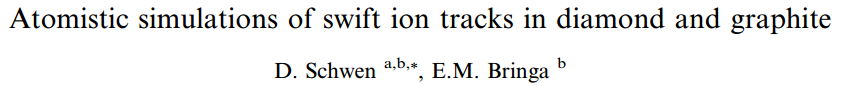 Atomistic simulations of swift ion tracks in diamond and graphite
D. Schwen a,b,*, E.M. Bringa b